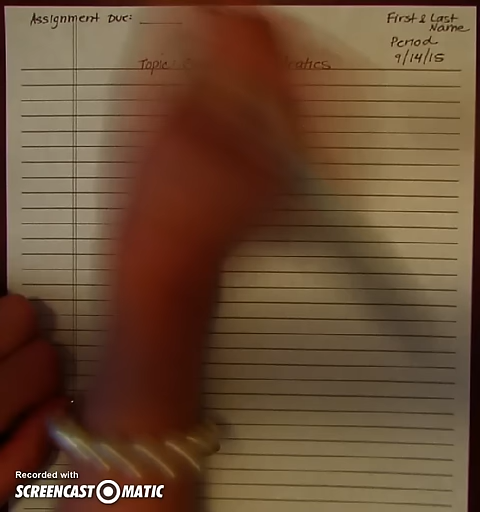 Assignment Due:
First & Last
Name
Period
9/14/15
Topic:
Recorded with
SCREENCAST MATIC